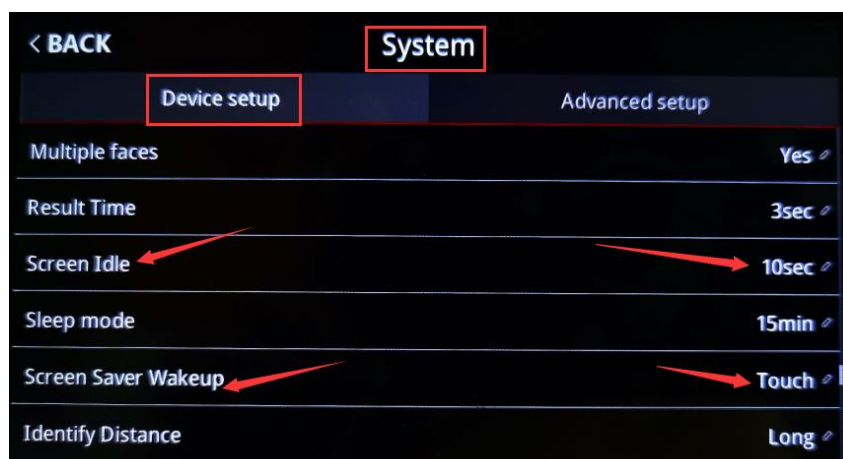 < BACK System
Device setup Advanced setup
Multiple faces Yes
Result Time 3sec
Screen Idle 10sec
Sleep mode 15min
Screen Saver Wakeup Touch
Identify Distance Long